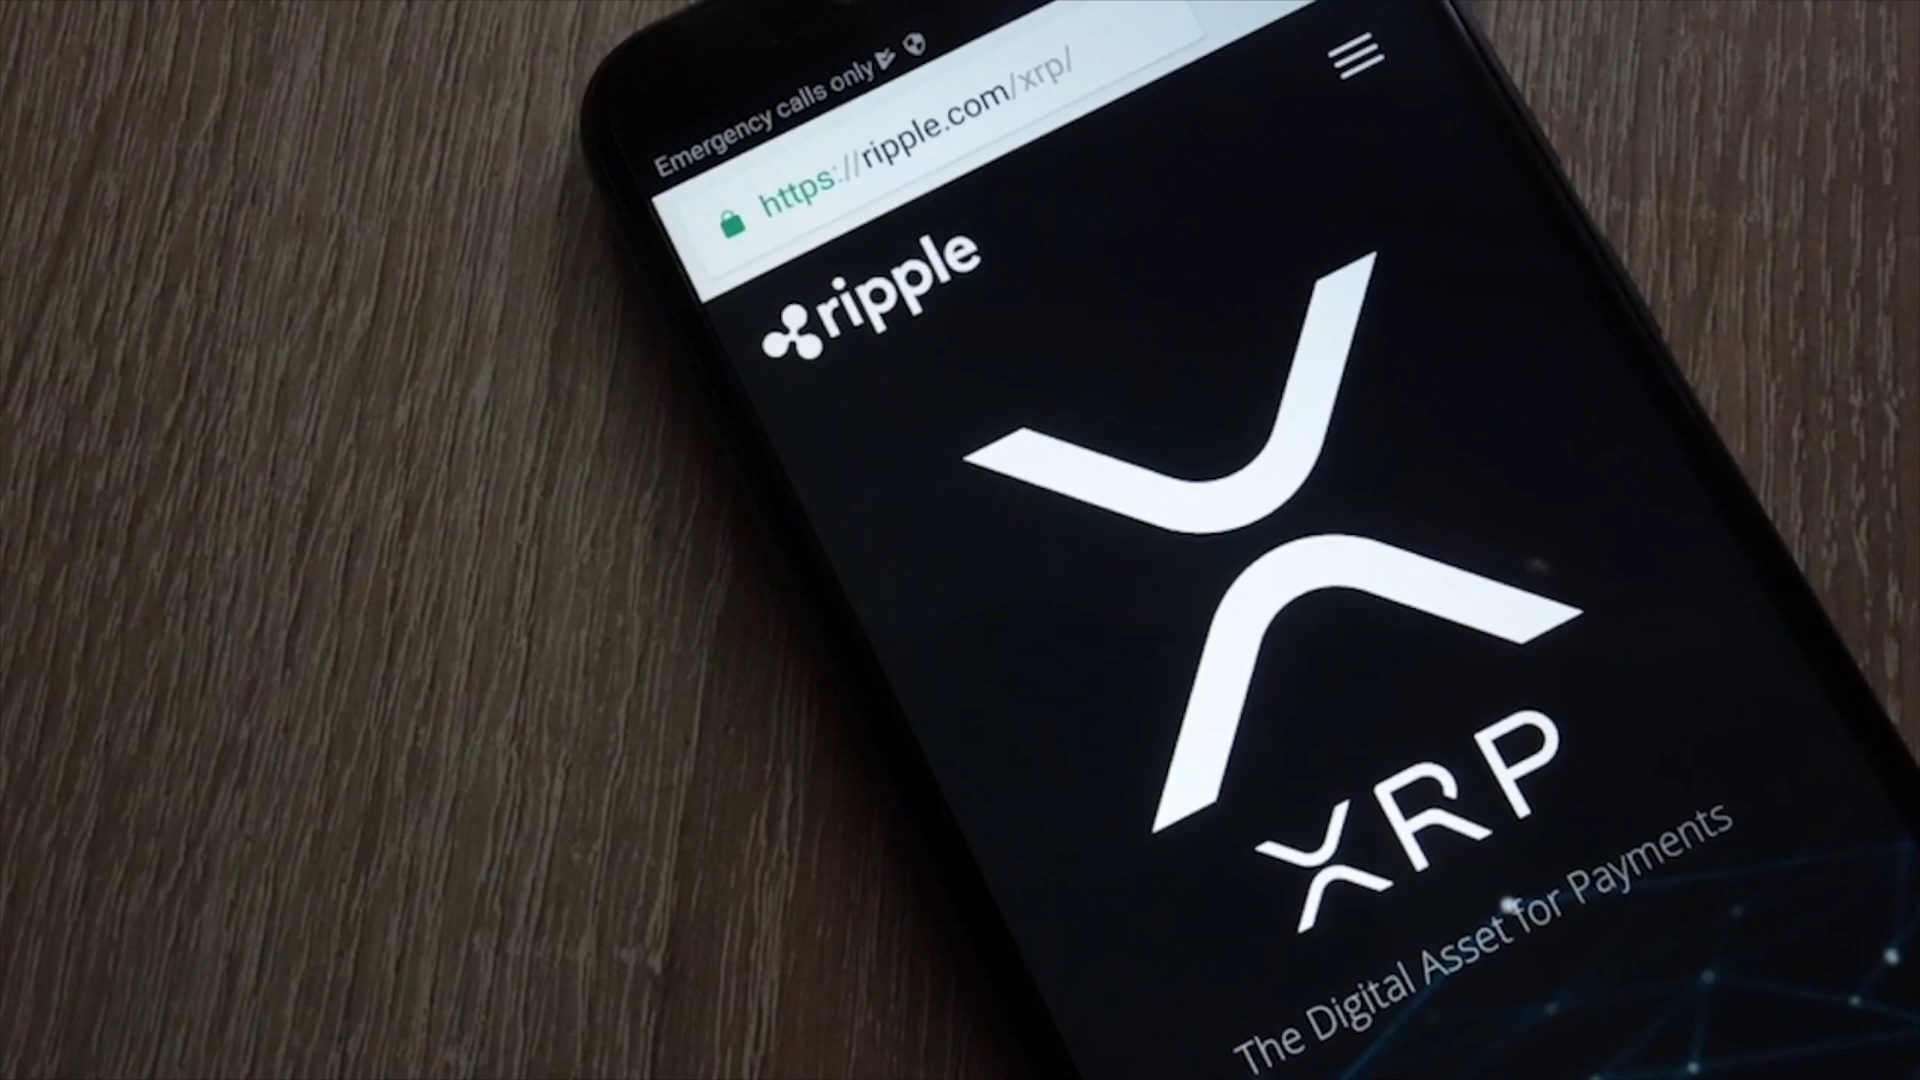 Emergency calls only
https://ripple.com/xrp/
ripple
XRP
The Digital Asset for Payments